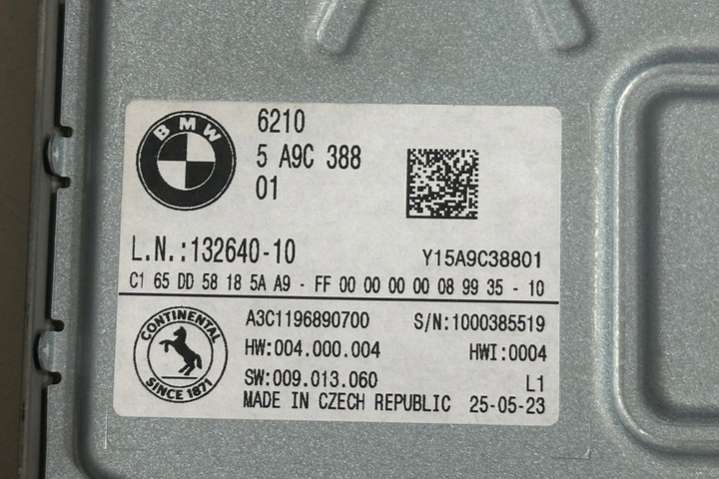 BMW
6210
5 A9C 388
01
L.N.:132640-10
Y15A9C38801
C1 65 DD 58 18 5A A9 - FF 00 00 00 00 08 99 35 - 10
CONTINENTAL
SINCE 1871
A3C1196890700 S/N:1000385519
HW:004.000.004 HWI:0004
SW:009.013.060 L1
MADE IN CZECH REPUBLIC 25-05-23